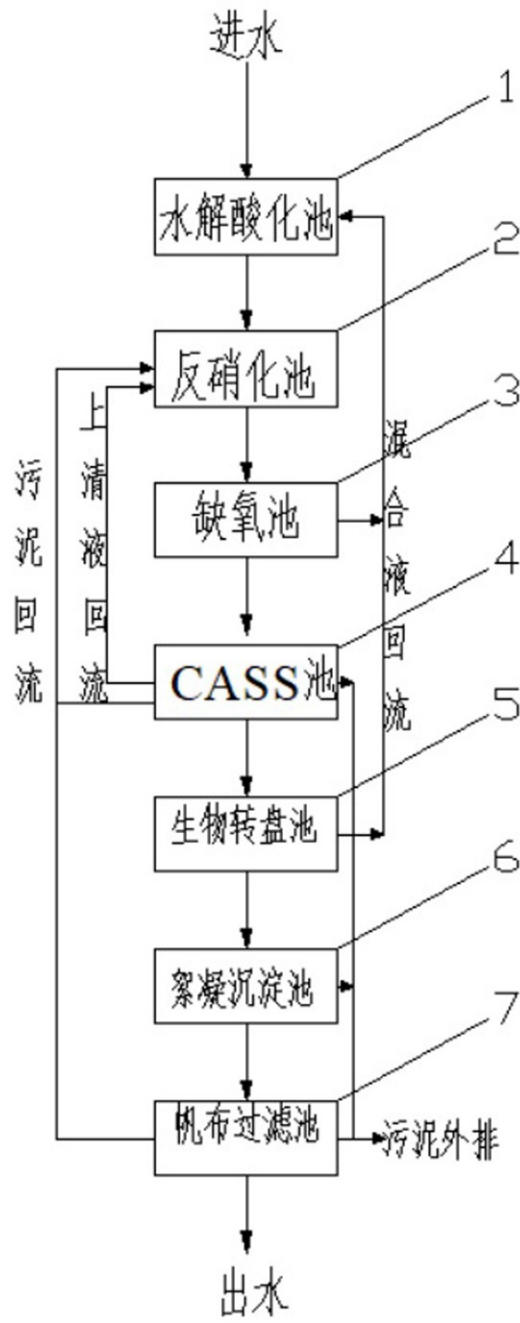 进水
1
水解酸化池
2
反硝化池
3
缺氧池
4
CASS池
5
生物转盘池
6
絮凝沉淀池
7
帆布过滤池
污泥外排
出水
污泥回流
上清液回流
混合液回流